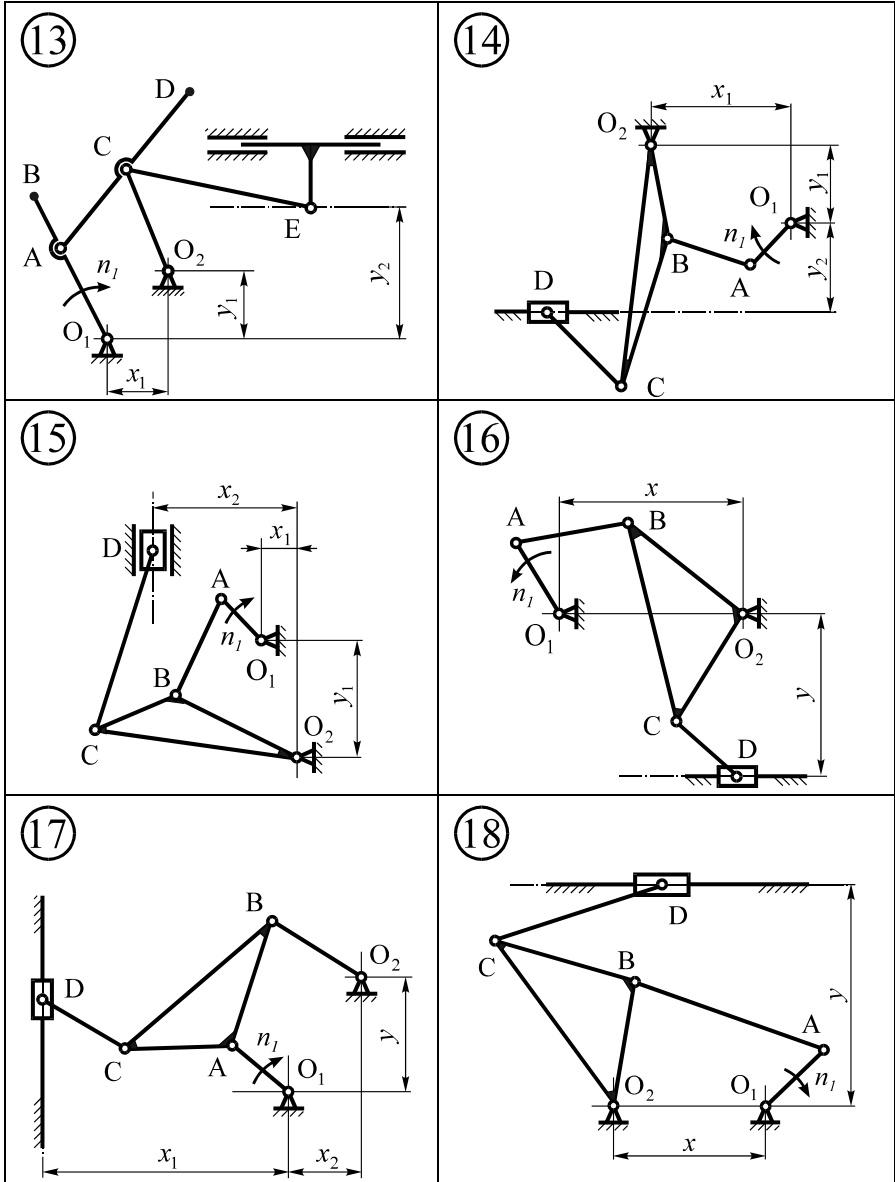 13
D
C
B
A
E
n₁
O₂
O₁
y₁
y₂
x₁
14
x₁
O₂
y₁
O₁
n₁
B
A
y₂
D
C
15
x₂
x₁
D
A
n₁
O₁
y₁
B
O₂
C
16
x
A
B
n₁
O₁
O₂
y
C
D
17
B
O₂
D
y
n₁
C
A
O₁
x₁
x₂
18
D
C
B
y
A
O₂
O₁
n₁
x